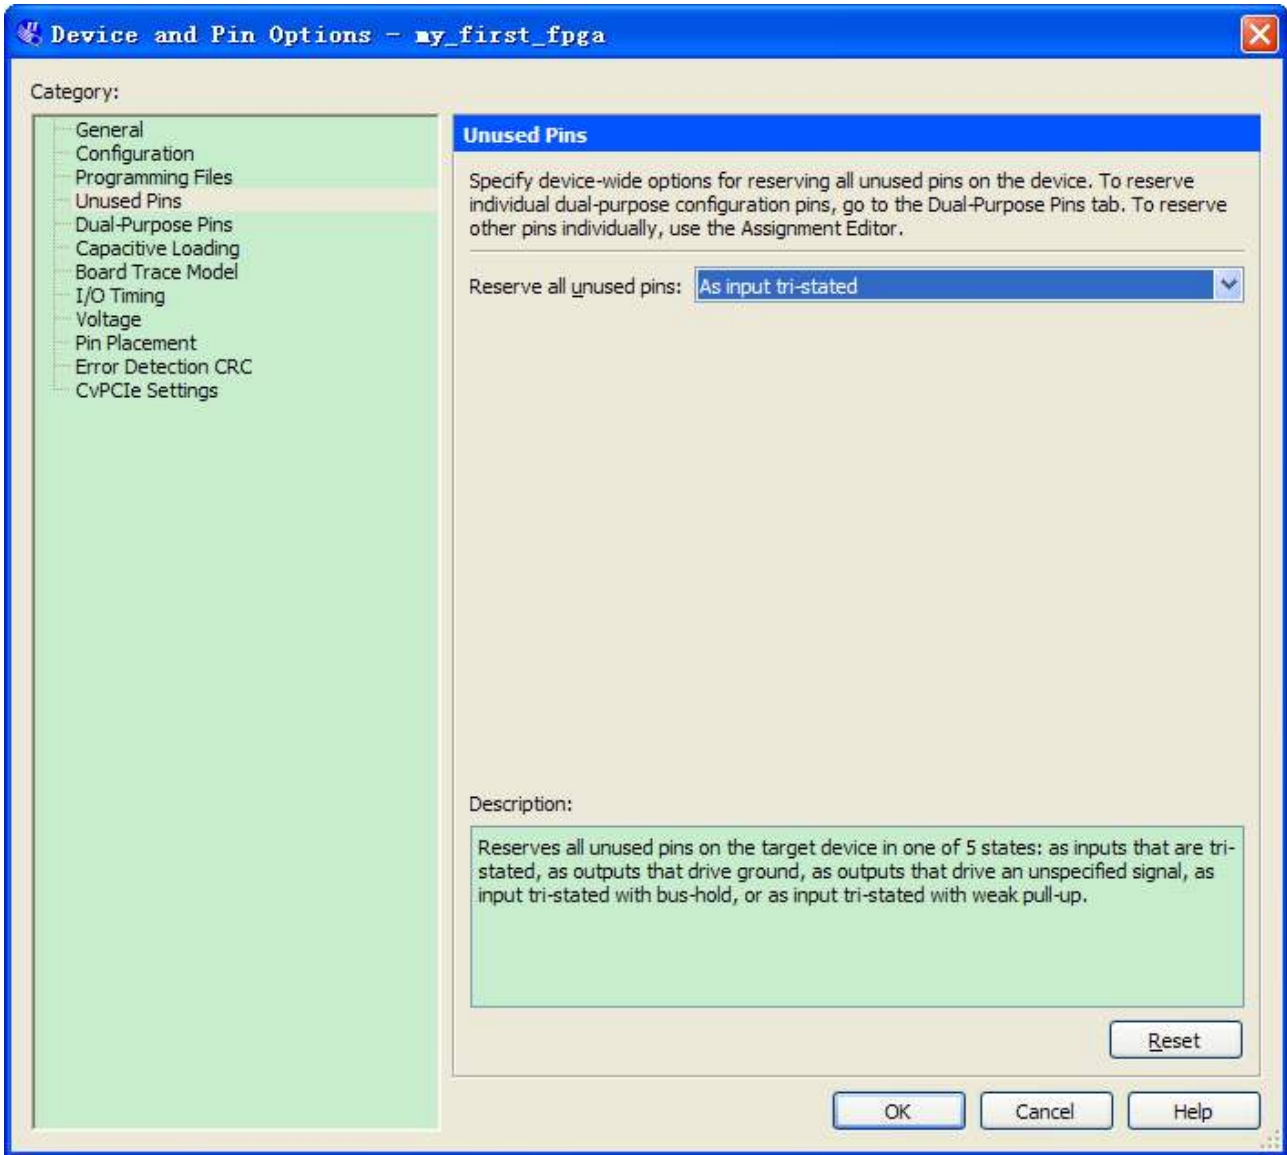 Device and Pin Options - my_first_fpga
Category:
General
Configuration
Programming Files
Unused Pins
Dual-Purpose Pins
Capacitive Loading
Board Trace Model
I/O Timing
Voltage
Pin Placement
Error Detection CRC
CvPCIe Settings
Unused Pins
Specify device-wide options for reserving all unused pins on the device. To reserve
individual dual-purpose configuration pins, go to the Dual-Purpose Pins tab. To reserve
other pins individually, use the Assignment Editor.
Reserve all unused pins: As input tri-stated
Description:
Reserves all unused pins on the target device in one of 5 states: as inputs that are tri-
stated, as outputs that drive ground, as outputs that drive an unspecified signal, as
input tri-stated with bus-hold, or as input tri-stated with weak pull-up.
Reset
OK Cancel Help